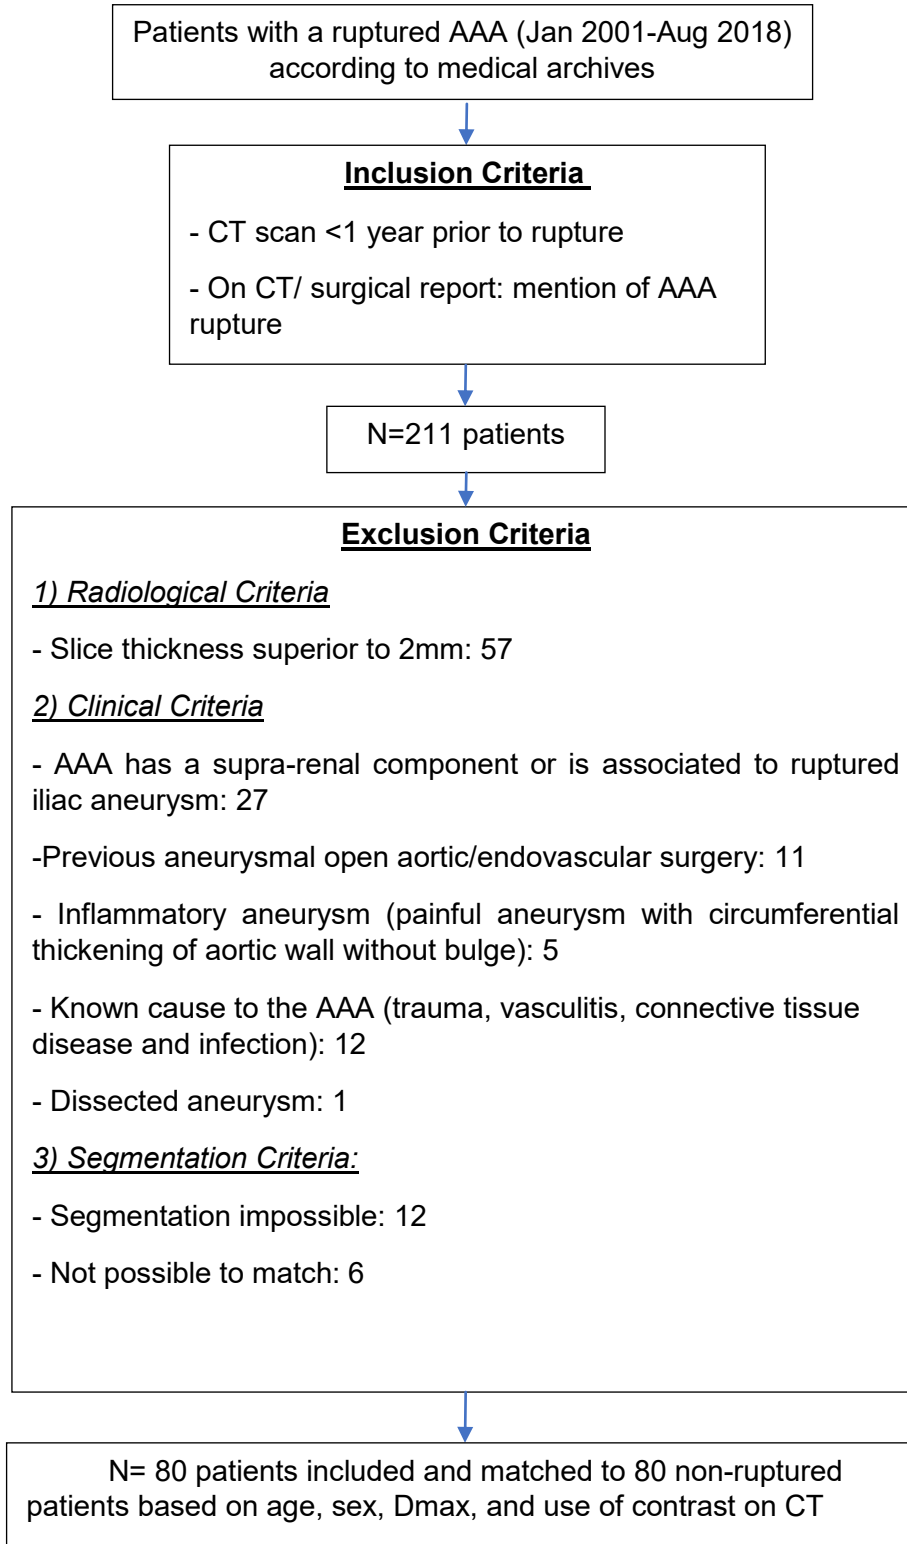 Patients with a ruptured AAA (Jan 2001-Aug 2018)
according to medical archives
Inclusion Criteria
- CT scan <1 year prior to rupture
- On CT/ surgical report: mention of AAA
rupture
N=211 patients
Exclusion Criteria
1) Radiological Criteria
- Slice thickness superior to 2mm: 57
2) Clinical Criteria
- AAA has a supra-renal component or is associated to ruptured
iliac aneurysm: 27
-Previous aneurysmal open aortic/endovascular surgery: 11
- Inflammatory aneurysm (painful aneurysm with circumferential
thickening of aortic wall without bulge): 5
- Known cause to the AAA (trauma, vasculitis, connective tissue
disease and infection): 12
- Dissected aneurysm: 1
3) Segmentation Criteria:
- Segmentation impossible: 12
- Not possible to match: 6
N= 80 patients included and matched to 80 non-ruptured
patients based on age, sex, Dmax, and use of contrast on CT